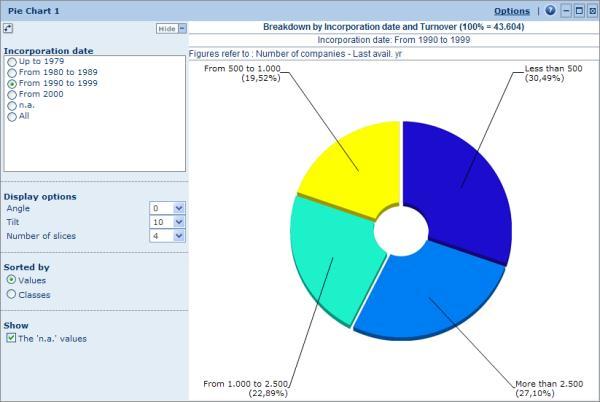 Pie Chart 1
Options | ?
Hide
Incorporation date
Up to 1979
From 1980 to 1989
From 1990 to 1999
From 2000
n.a.
All
Display options
Angle 0
Tilt 10
Number of slices 4
Sorted by
Values
Classes
Show
The 'n.a.' values
Breakdown by Incorporation date and Turnover (100% = 43.604)
Incorporation date: From 1990 to 1999
Figures refer to : Number of companies - Last avail. yr
From 500 to 1.000
(19,52%)
Less than 500
(30,49%)
From 1.000 to 2.500
(22,89%)
More than 2.500
(27,10%)